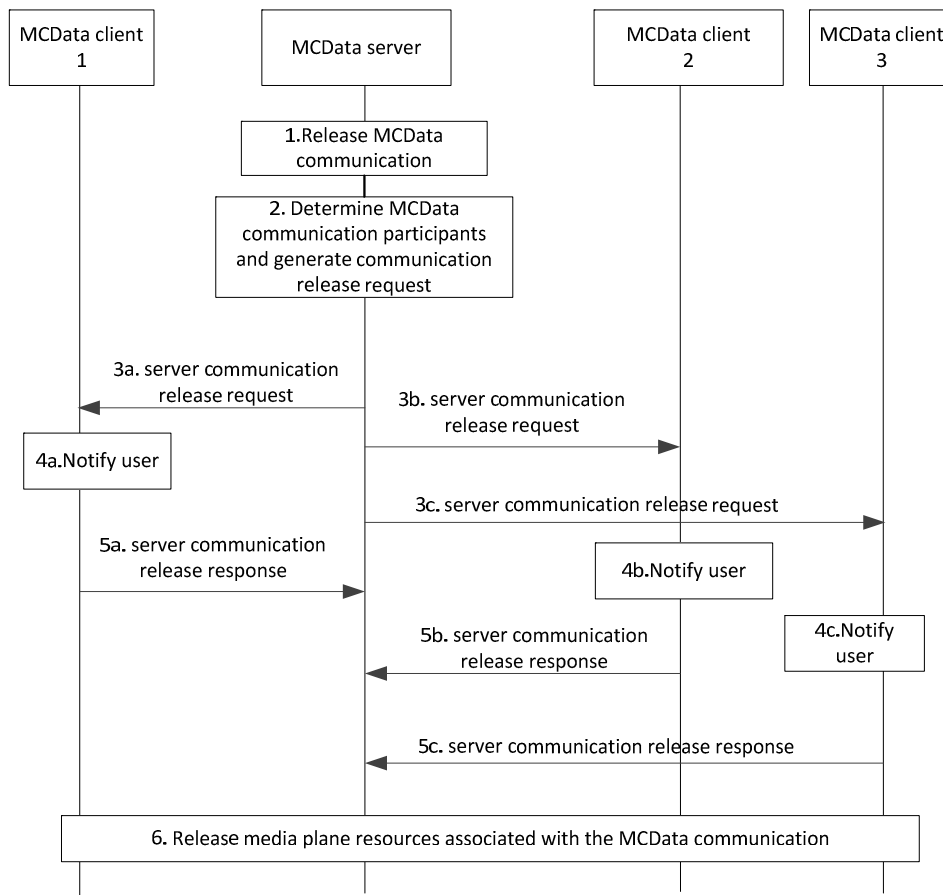 MCData client
1
MCData server
MCData client
2
MCData client
3
1.Release MCData
communication
2. Determine MCData
communication participants
and generate communication
release request
3a. server communication
release request
3b. server communication
release request
4a.Notify user
3c. server communication release request
5a. server communication
release response
4b.Notify user
4c.Notify
user
5b. server communication
release response
5c. server communication release response
6. Release media plane resources associated with the MCData communication